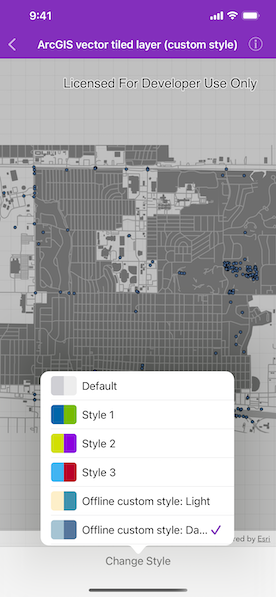 9:41
ArcGIS vector tiled layer (custom style)
Licensed For Developer Use Only
Default
Style 1
Style 2
Style 3
Offline custom style: Light
Offline custom style: Da...
ered by Esri
Change Style